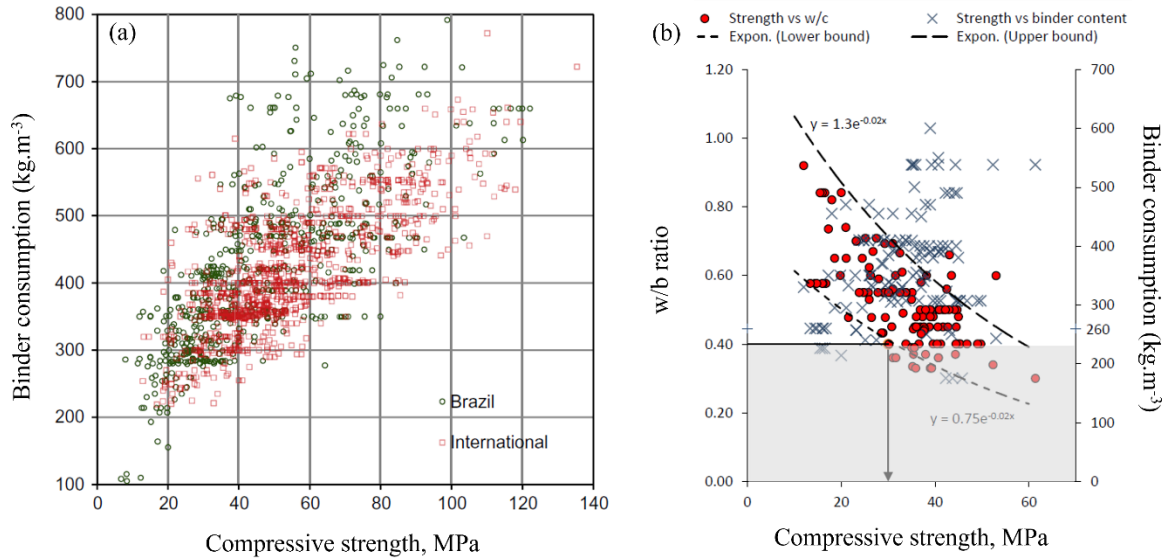 (a)
Binder consumption (kg.m-3)
800
700
600
500
400
300
200
100
0
20
40
60
80
100
120
140
Brazil
International
Compressive strength, MPa
(b)
Strength vs w/c
Strength vs binder content
Expon. (Lower bound)
Expon. (Upper bound)
w/b ratio
1.20
1.00
0.80
0.60
0.40
0.20
0.00
y = 1.3e-0.02x
y = 0.75e-0.02x
700
600
500
400
300
260
200
100
0
Binder consumption (kg.m-3)
0
20
40
60
Compressive strength, MPa